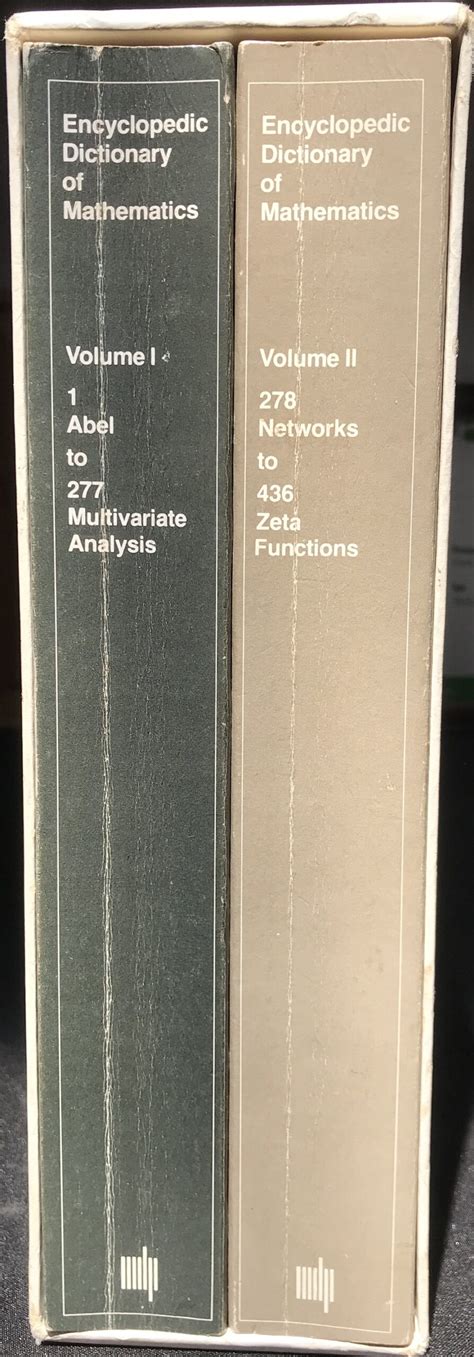 Encyclopedic
Dictionary
of
Mathematics
Volume I
1
Abel
to
277
Multivariate
Analysis
Encyclopedic
Dictionary
of
Mathematics
Volume II
278
Networks
to
436
Zeta
Functions